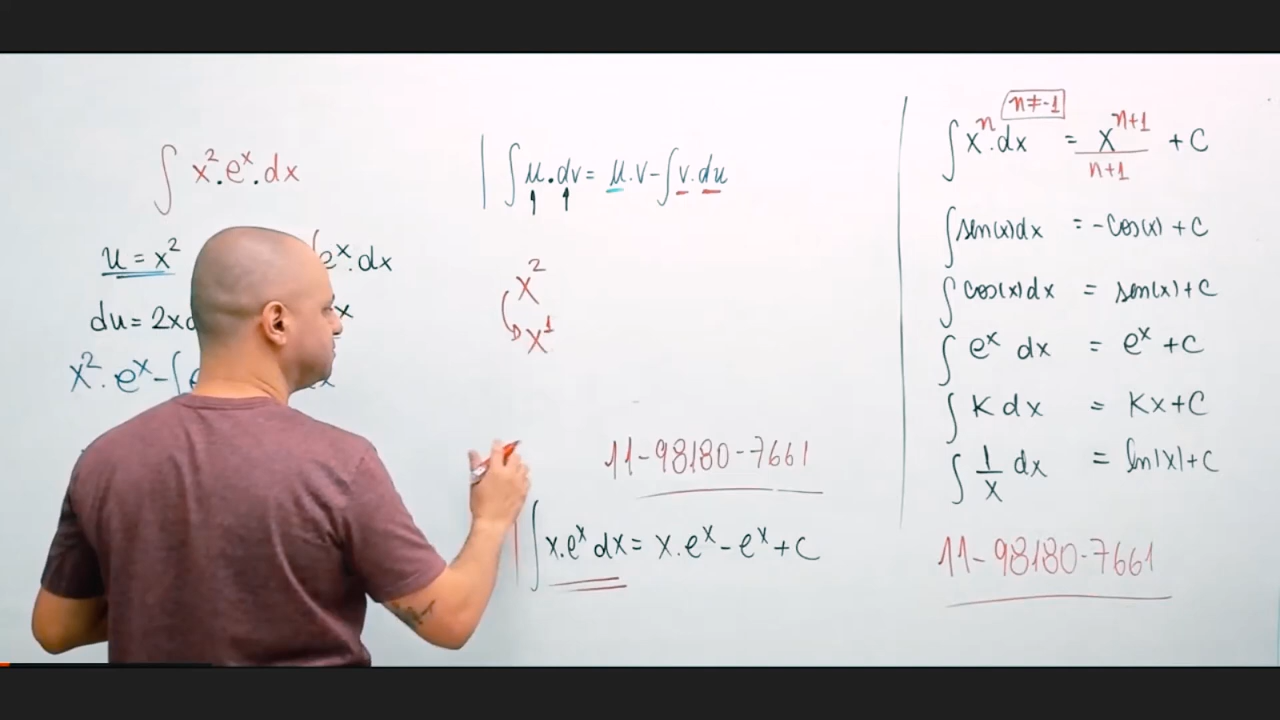 ∫ x². eˣ. dx
u = x² ∫ eˣ. dx
du = 2x
x². eˣ - ∫
| ∫ u. dv = u. v - ∫ v. du
x²
x¹
11-98180-7661
∫ x. eˣ dx = x. eˣ - eˣ + c
n ≠ -1
∫ xⁿ. dx = xⁿ⁺¹ / n+1 + C
∫ sen(x) dx = - cos(x) + C
∫ cos(x) dx = sen(x) + C
∫ eˣ dx = eˣ + C
∫ K dx = Kx + C
∫ 1/x dx = ln|x| + C
11-98180-7661